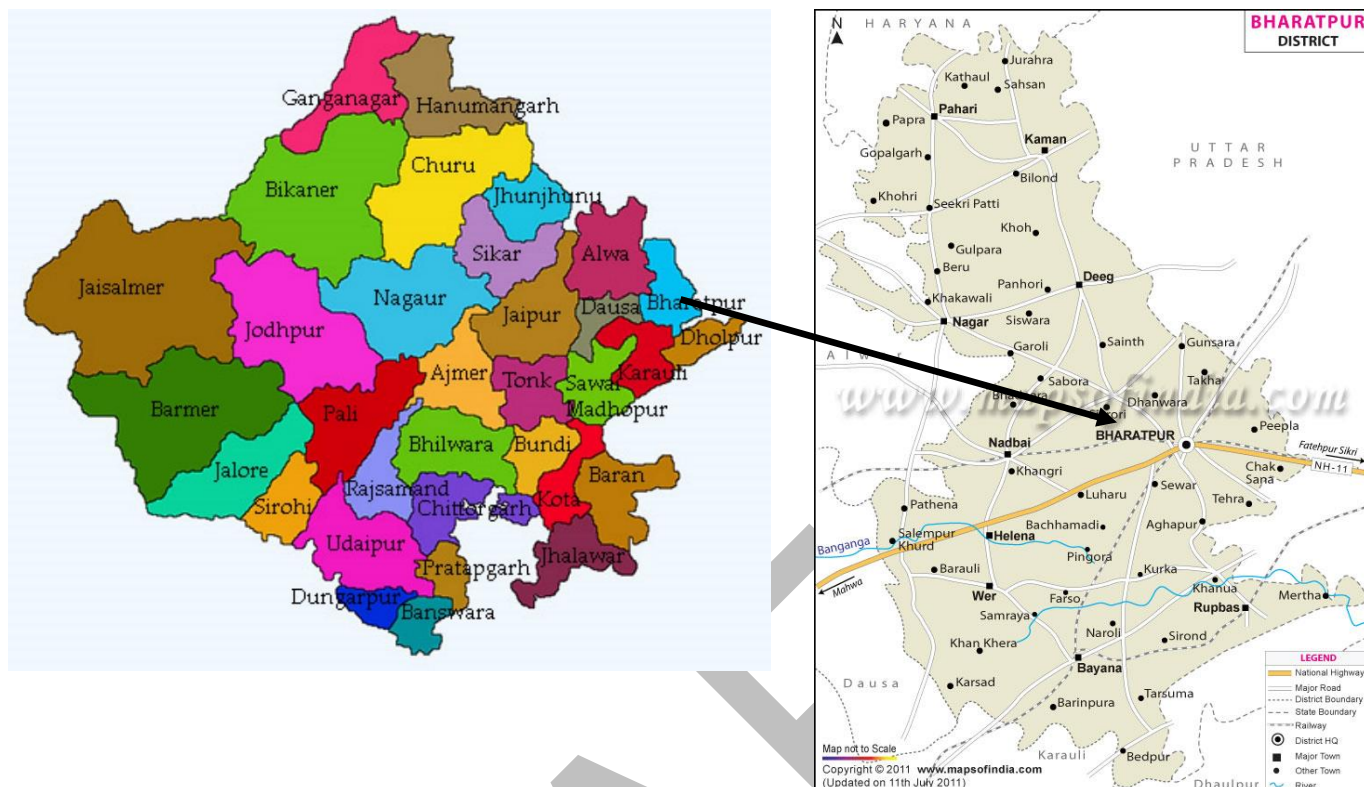 Ganganagar
Hanumangarh
Churu
Bikaner
Jhunjhunu
Sikar
Alwa
Jaisalmer
Nagaur
Jaipur
Dausa
Bharatpur
Jodhpur
Dholpur
Ajmer
Tonk
Karauli
Sawai
Madhopur
Barmer
Pali
Bhilwara
Bundi
Jalore
Rajsamand
Kota
Baran
Sirohi
Chittorgarh
Udaipur
Jhalawar
Pratapgarh
Dungarpur
Banswara
BHARATPUR
DISTRICT
N
HARYANA
Jurahra
Kathaul
Sahsan
Pahari
Papra
Kaman
UTTAR
PRADESH
Gopalgarh
Bilond
Khohri
Seekri Patti
Khoh
Gulpara
Beru
Deeg
Panhori
Khakawali
Siswara
Nagar
Garoli
Sainth
Gunsara
Alwar
Sabora
Takha
www.mapsofindia.com
Dhanwara
BHARATPUR
Peepla
Nadbai
Fatehpur Sikri
NH-11
Khangri
Chak
Sana
Sewar
Luharu
Tehra
Pathena
Bachhamadi
Aghapur
Banganga
Salempur
Khurd
Helena
Pingora
Barauli
Kurka
Mahwa
Wer
Farso
Khanua
Mertha
Rupbas
Samraya
Naroli
Sirond
Khan Khera
Bayana
Dausa
Karsad
Tarsuma
Barinpura
Karauli
Bedpur
Dhaulpur
LEGEND
National Highway
Major Road
District Boundary
State Boundary
Railway
District HQ
Major Town
Other Town
River
Map not to Scale
Copyright © 2011 www.mapsofindia.com
(Updated on 11th July 2011)